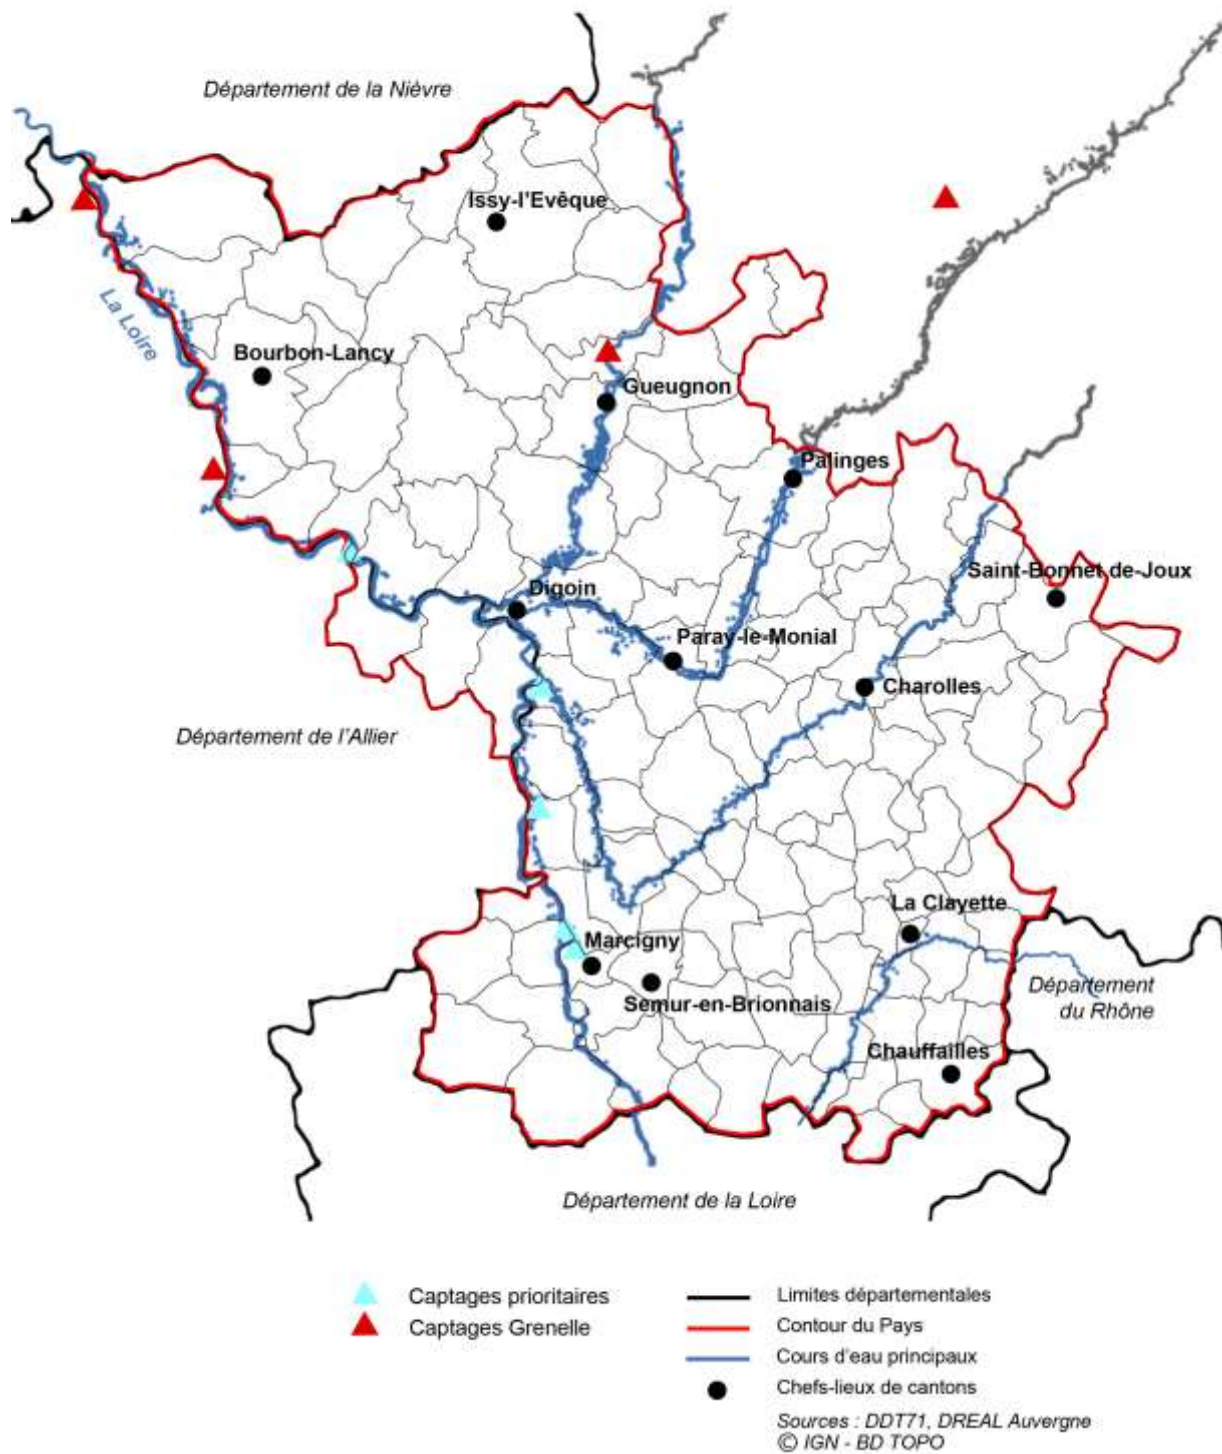 Département de la Nièvre
Issy-l'Evêque
La Loire
Bourbon-Lancy
Gueugnon
Palinges
Saint-Bonnet-de-Joux
Digoin
Paray-le-Monial
Charolles
Département de l'Allier
La Clayette
Marcigny
Semur-en-Brionnais
Département
du Rhône
Chauffailles
Département de la Loire
Captages prioritaires
Captages Grenelle
Limites départementales
Contour du Pays
Cours d'eau principaux
Chefs-lieux de cantons
Sources : DDT71, DREAL Auvergne
© IGN - BD TOPO